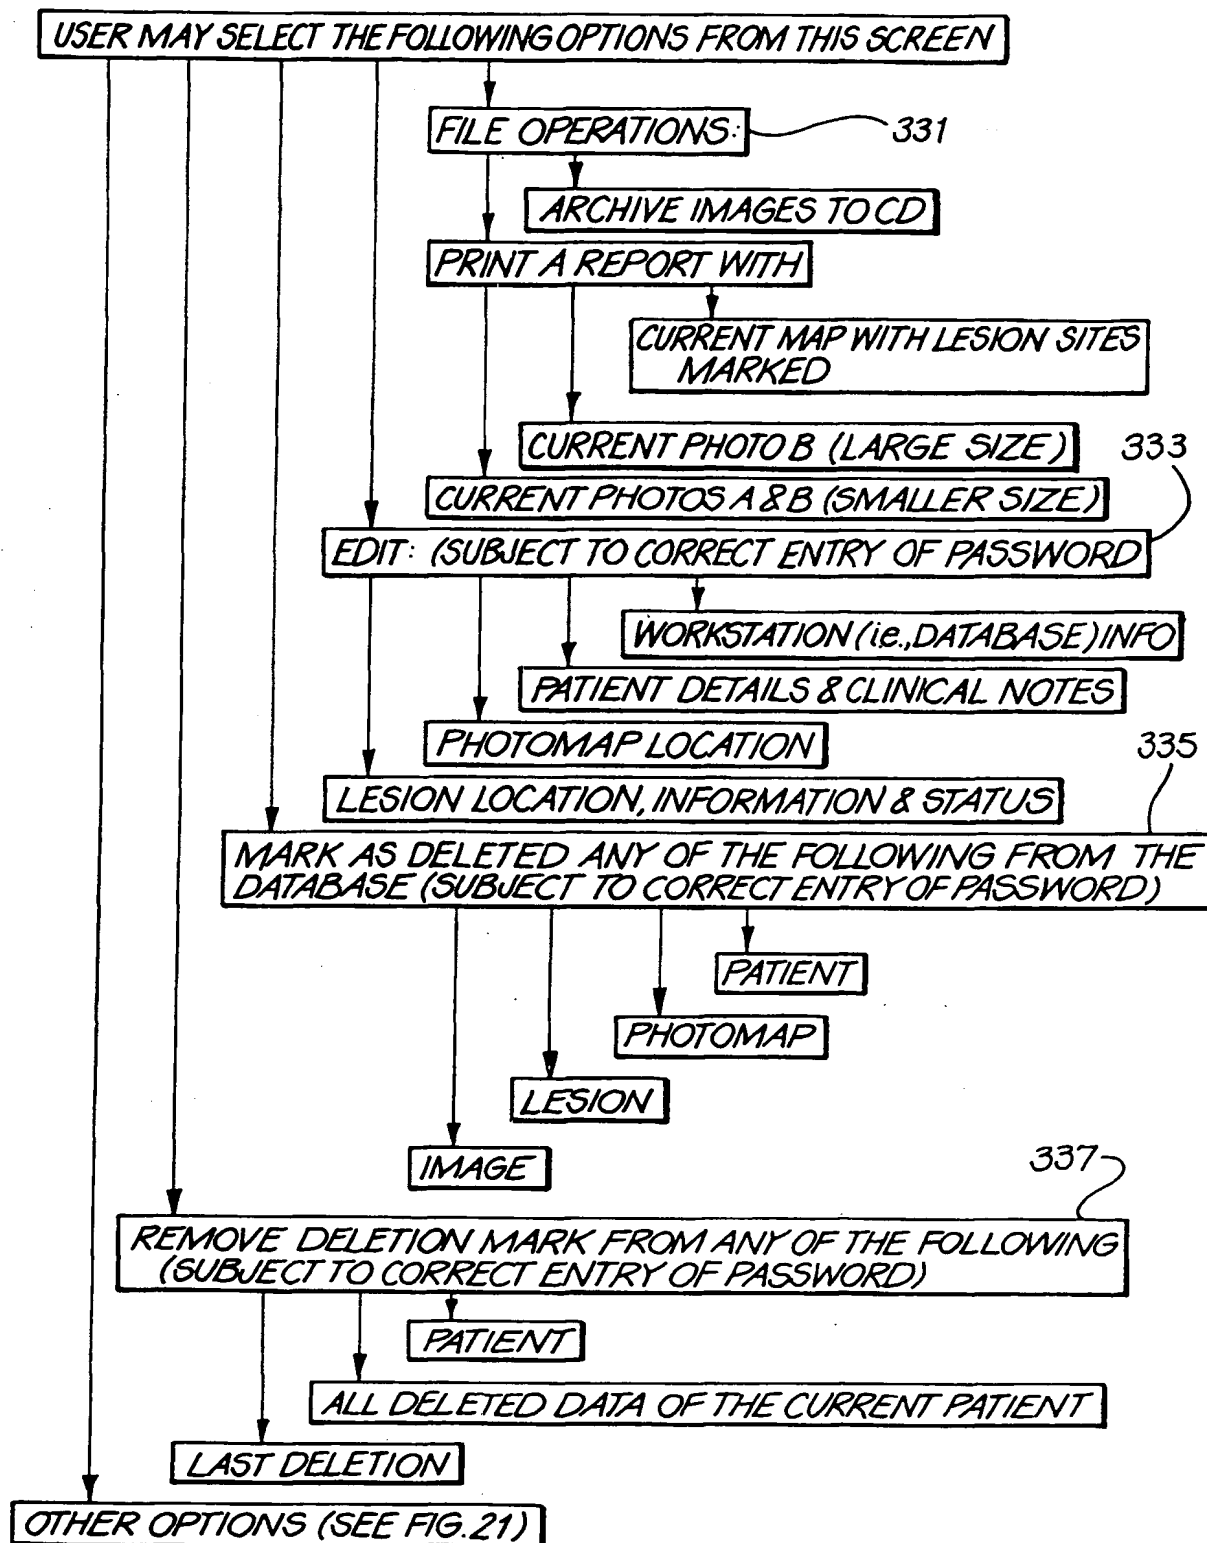 USER MAY SELECT THE FOLLOWING OPTIONS FROM THIS SCREEN
FILE OPERATIONS:
331
ARCHIVE IMAGES TO CD
PRINT A REPORT WITH
CURRENT MAP WITH LESION SITES
MARKED
CURRENT PHOTO B (LARGE SIZE)
333
CURRENT PHOTOS A & B (SMALLER SIZE)
EDIT: (SUBJECT TO CORRECT ENTRY OF PASSWORD
WORKSTATION (i.e., DATABASE) INFO
PATIENT DETAILS & CLINICAL NOTES
PHOTOMAP LOCATION
335
LESION LOCATION, INFORMATION & STATUS
MARK AS DELETED ANY OF THE FOLLOWING FROM THE
DATABASE (SUBJECT TO CORRECT ENTRY OF PASSWORD)
PATIENT
PHOTOMAP
LESION
IMAGE
337
REMOVE DELETION MARK FROM ANY OF THE FOLLOWING
(SUBJECT TO CORRECT ENTRY OF PASSWORD)
PATIENT
ALL DELETED DATA OF THE CURRENT PATIENT
LAST DELETION
OTHER OPTIONS (SEE FIG. 21)